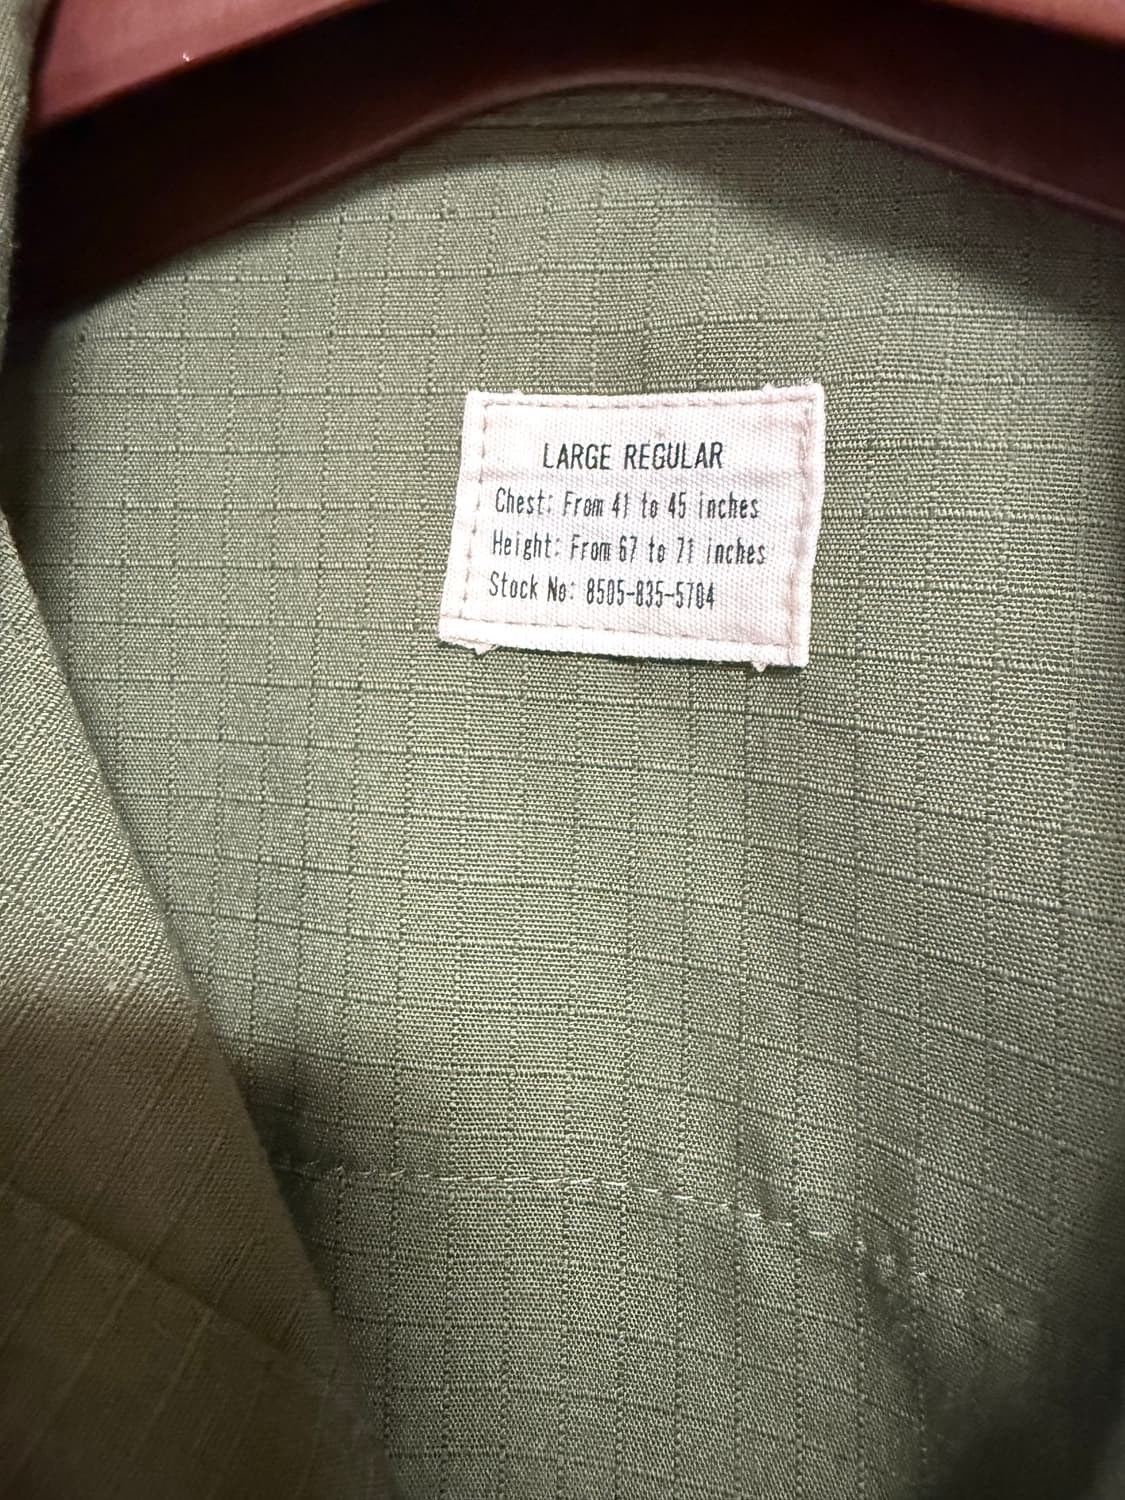 LARGE REGULAR
Chest: From 41 to 45 inches
Height: From 67 to 71 inches
Stock No: 8505-835-5704